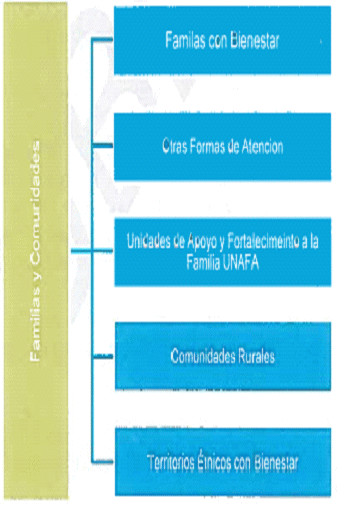 Familias y Comunidades
Familas con Bienestar
Otras Formas de Atencion
Unidades de Apoyo y Fortalecimeinto a la
Familia UNAFA
Comunidades Rurales
Territorios Étnicos con Bienestar